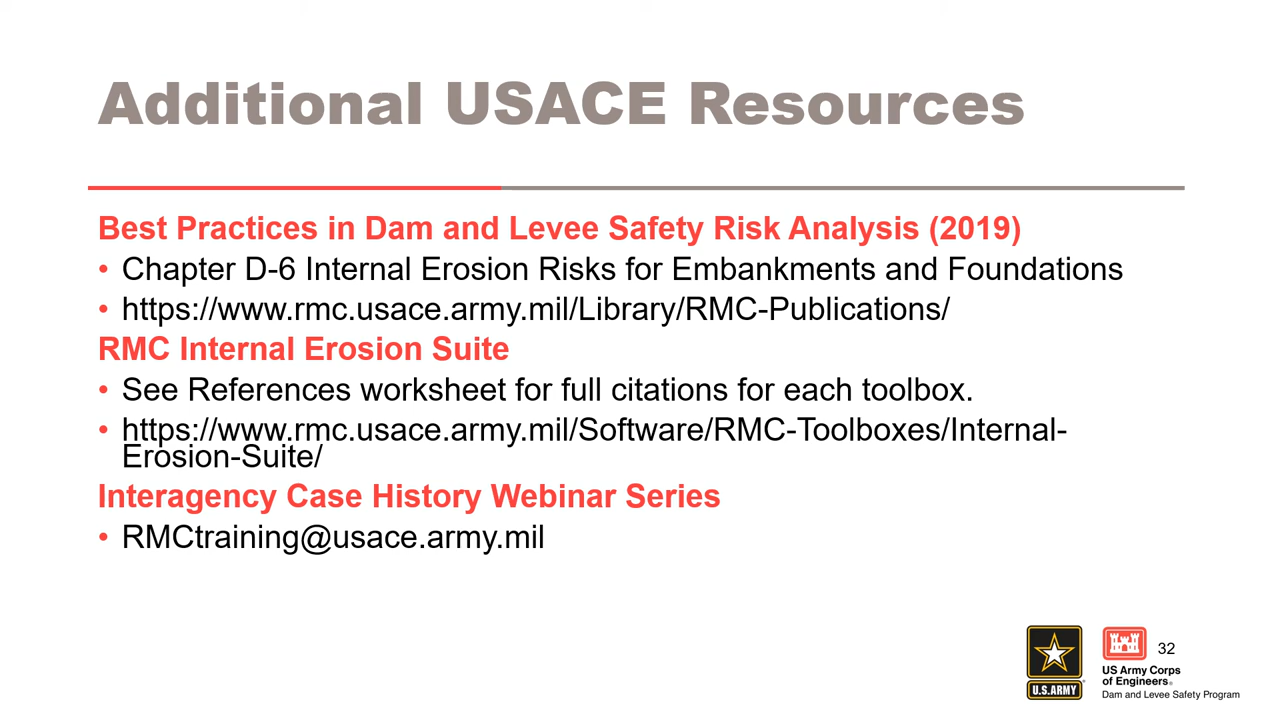 Additional USACE Resources
Best Practices in Dam and Levee Safety Risk Analysis (2019)
• Chapter D-6 Internal Erosion Risks for Embankments and Foundations
• https://www.rmc.usace.army.mil/Library/RMC-Publications/
RMC Internal Erosion Suite
• See References worksheet for full citations for each toolbox.
• https://www.rmc.usace.army.mil/Software/RMC-Toolboxes/Internal-
Erosion-Suite/
Interagency Case History Webinar Series
• RMCtraining@usace.army.mil
U.S.ARMY
32
US Army Corps
of Engineers®
Dam and Levee Safety Program